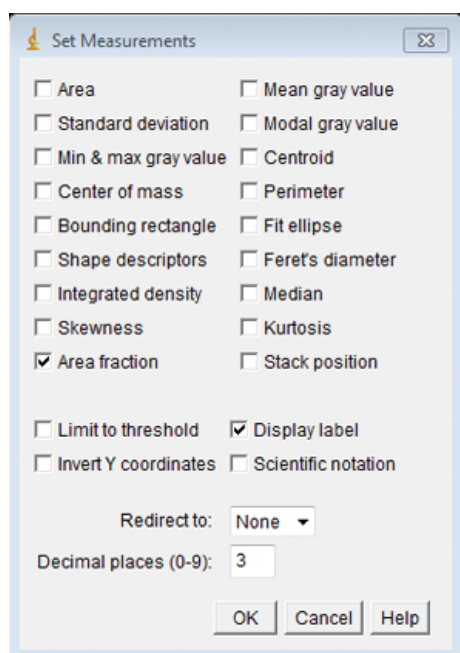 Set Measurements
Area Mean gray value
Standard deviation Modal gray value
Min & max gray value Centroid
Center of mass Perimeter
Bounding rectangle Fit ellipse
Shape descriptors Feret's diameter
Integrated density Median
Skewness Kurtosis
Area fraction Stack position
Limit to threshold Display label
Invert Y coordinates Scientific notation
Redirect to: None
Decimal places (0-9): 3
OK Cancel Help